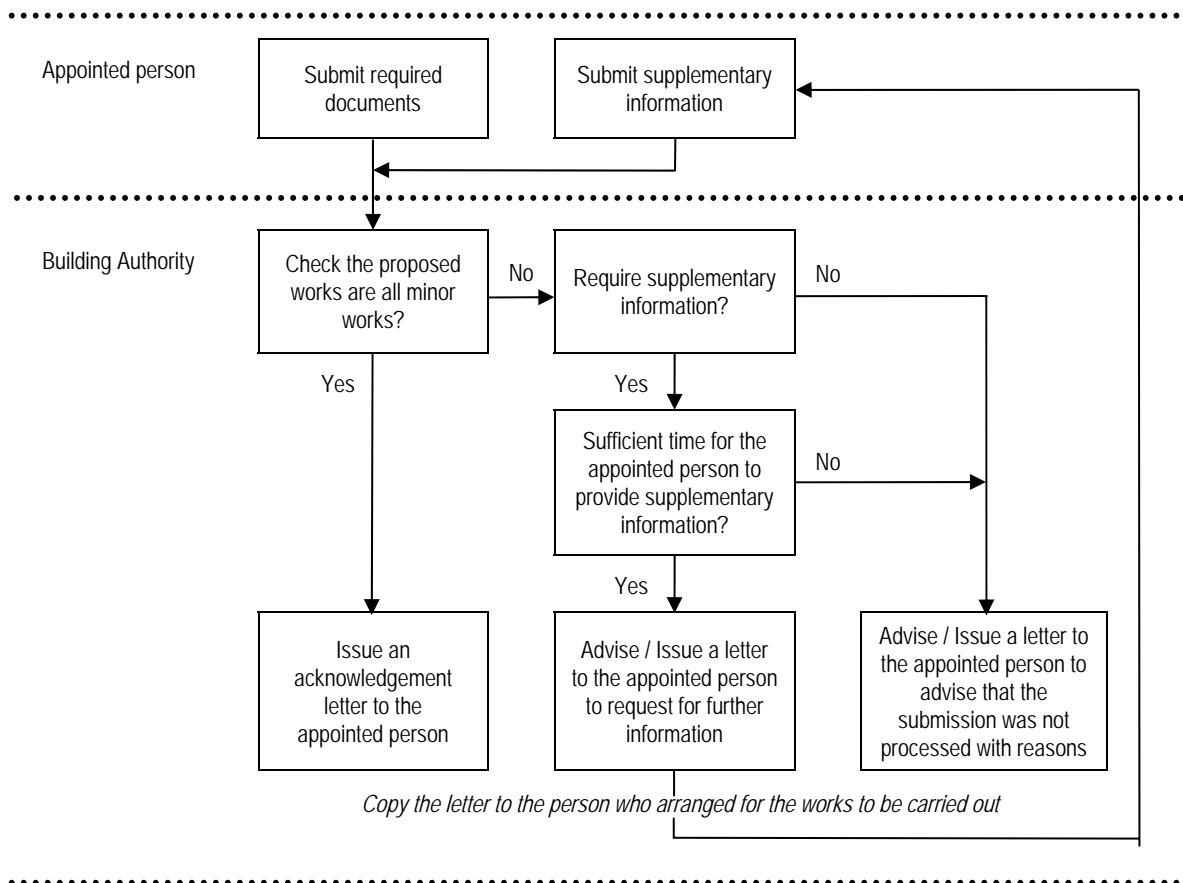 Appointed person
Submit required
documents
Submit supplementary
information
Building Authority
Check the proposed
works are all minor
works?
No
Require supplementary
information?
No
Yes
Yes
Sufficient time for the
appointed person to
provide supplementary
information?
No
Yes
Issue an
acknowledgement
letter to the
appointed person
Advise / Issue a letter
to the appointed person
to request for further
information
Advise / Issue a letter to
the appointed person to
advise that the
submission was not
processed with reasons
Copy the letter to the person who arranged for the works to be carried out